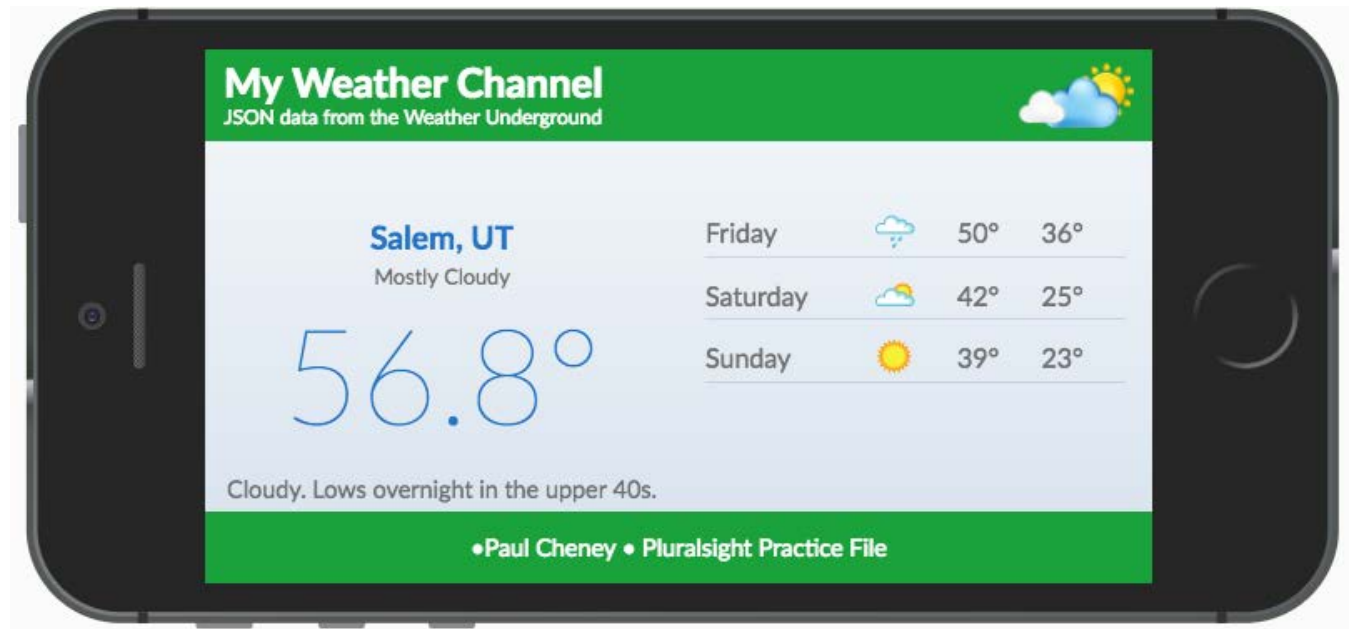 My Weather Channel
JSON data from the Weather Underground
Salem, UT
Mostly Cloudy
56.8°
Cloudy. Lows overnight in the upper 40s.
Friday 50° 36°
Saturday 42° 25°
Sunday 39° 23°
•Paul Cheney • Pluralsight Practice File